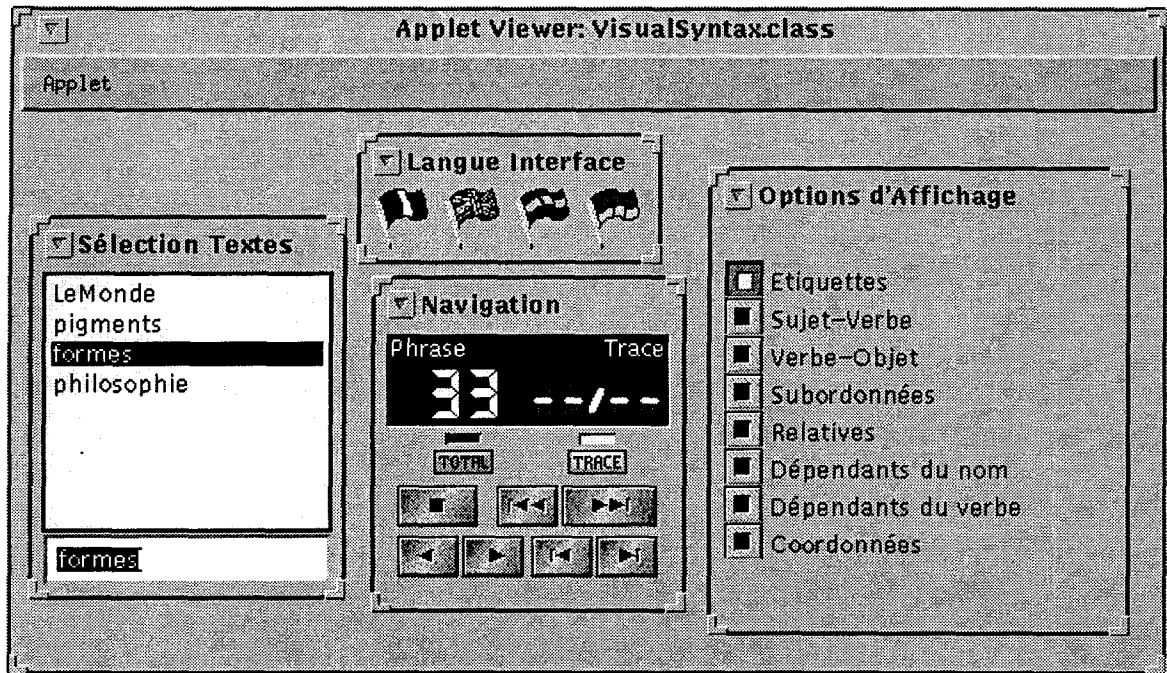 Applet Viewer: VisualSyntax.class
Applet
Langue Interface
Sélection Textes
LeMonde
pigments
formes
philosophie
formes
Navigation
Phrase Trace
33 --/--
TOTAL TRACE
Options d'Affichage
Etiquettes
Sujet-Verbe
Verbe-Objet
Subordonnées
Relatives
Dépendants du nom
Dépendants du verbe
Coordonnées